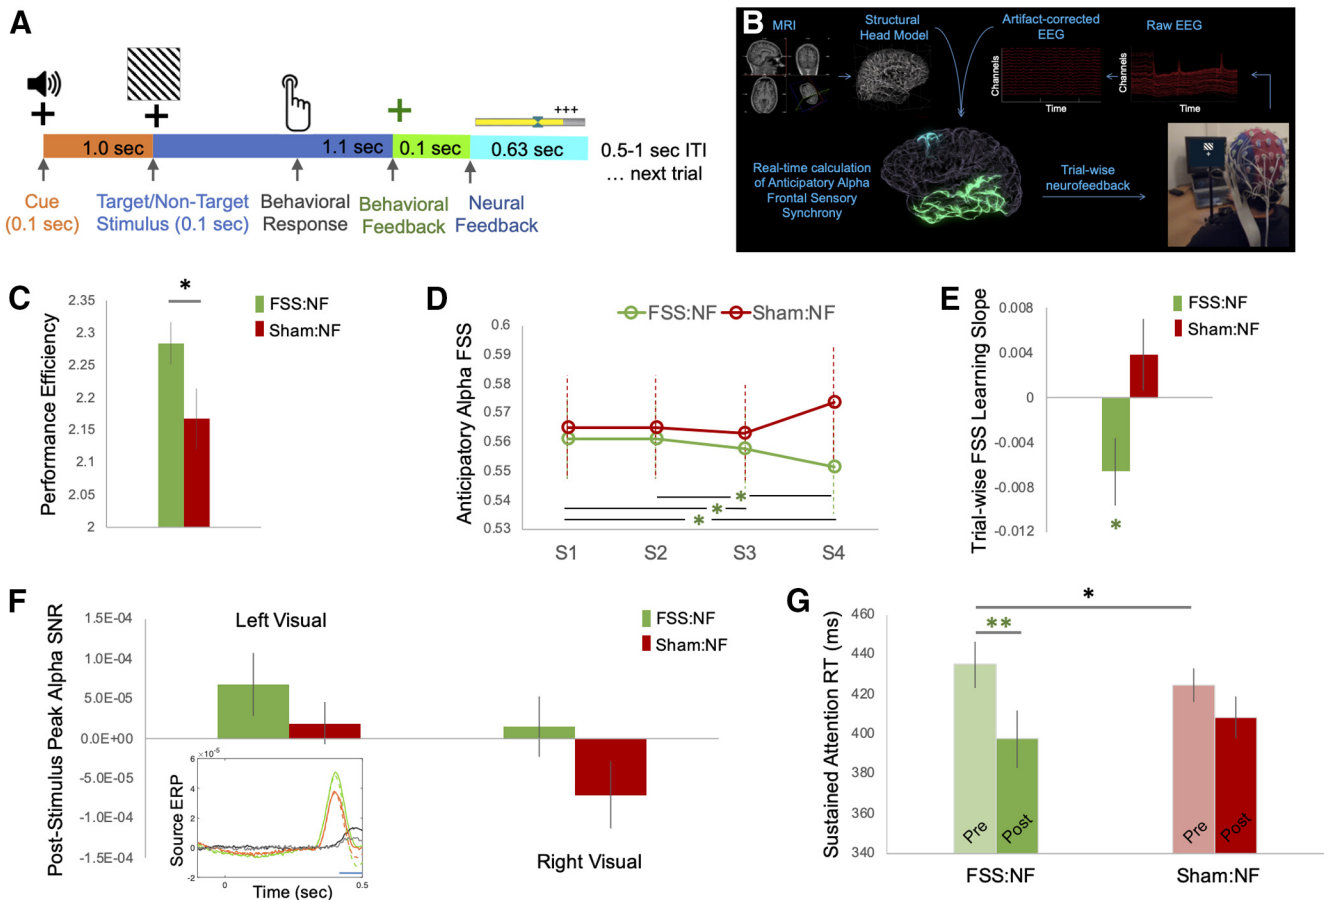 A
+++
1.0 sec
1.1 sec
0.1 sec
0.63 sec
0.5-1 sec ITI
... next trial
Cue
(0.1 sec)
Target/Non-Target
Stimulus (0.1 sec)
Behavioral
Response
Behavioral
Feedback
Neural
Feedback
B
MRI
Structural
Head Model
Artifact-corrected
EEG
Raw EEG
Channels
Time
Channels
Time
Real-time calculation
of Anticipatory Alpha
Frontal Sensory
Synchrony
Trial-wise
neurofeedback
C
Performance Efficiency
2.35
2.3
2.25
2.2
2.15
2.1
2.05
2
*
FSS:NF
Sham:NF
D
Anticipatory Alpha FSS
FSS:NF
Sham:NF
0.6
0.59
0.58
0.57
0.56
0.55
0.54
0.53
*
*
*
S1
S2
S3
S4
E
Trial-wise FSS Learning Slope
0.008
0.004
0
-0.004
-0.008
-0.012
FSS:NF
Sham:NF
*
F
Post-Stimulus Peak Alpha SNR
1.5E-04
1.0E-04
5.0E-05
0.0E+00
-5.0E-05
-1.0E-04
-1.5E-04
Left Visual
Right Visual
FSS:NF
Sham:NF
×10⁻⁵
Source ERP
6
4
2
0
-2
0
0.5
Time (sec)
G
Sustained Attention RT (ms)
460
440
420
400
380
360
340
*
**
Pre
Post
Pre
Post
FSS:NF
Sham:NF